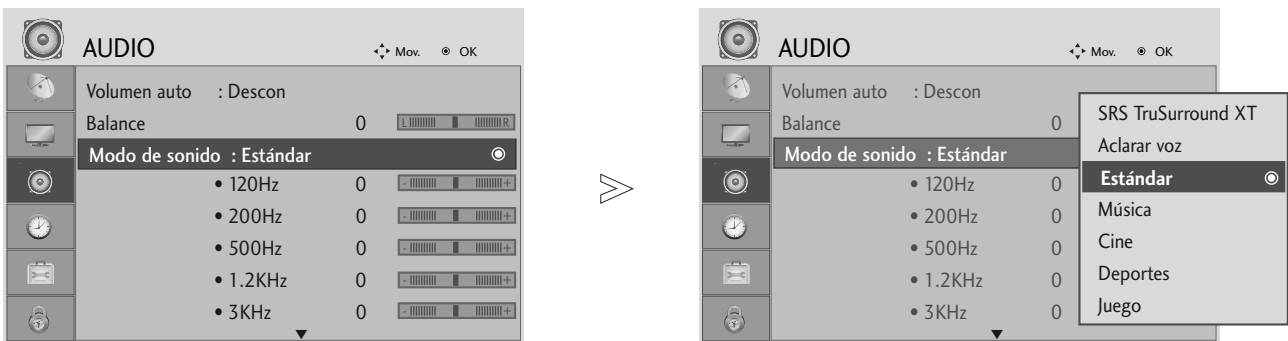 AUDIO Mov. OK
Volumen auto : Descon
Balance 0 L R
Modo de sonido : Estándar
• 120Hz 0 - +
• 200Hz 0 - +
• 500Hz 0 - +
• 1.2KHz 0 - +
• 3KHz 0 - +
AUDIO Mov. OK
Volumen auto : Descon
Balance 0
Modo de sonido : Estándar
• 120Hz 0
• 200Hz 0
• 500Hz 0
• 1.2KHz 0
• 3KHz 0
SRS TruSurround XT
Aclarar voz
Estándar
Música
Cine
Deportes
Juego